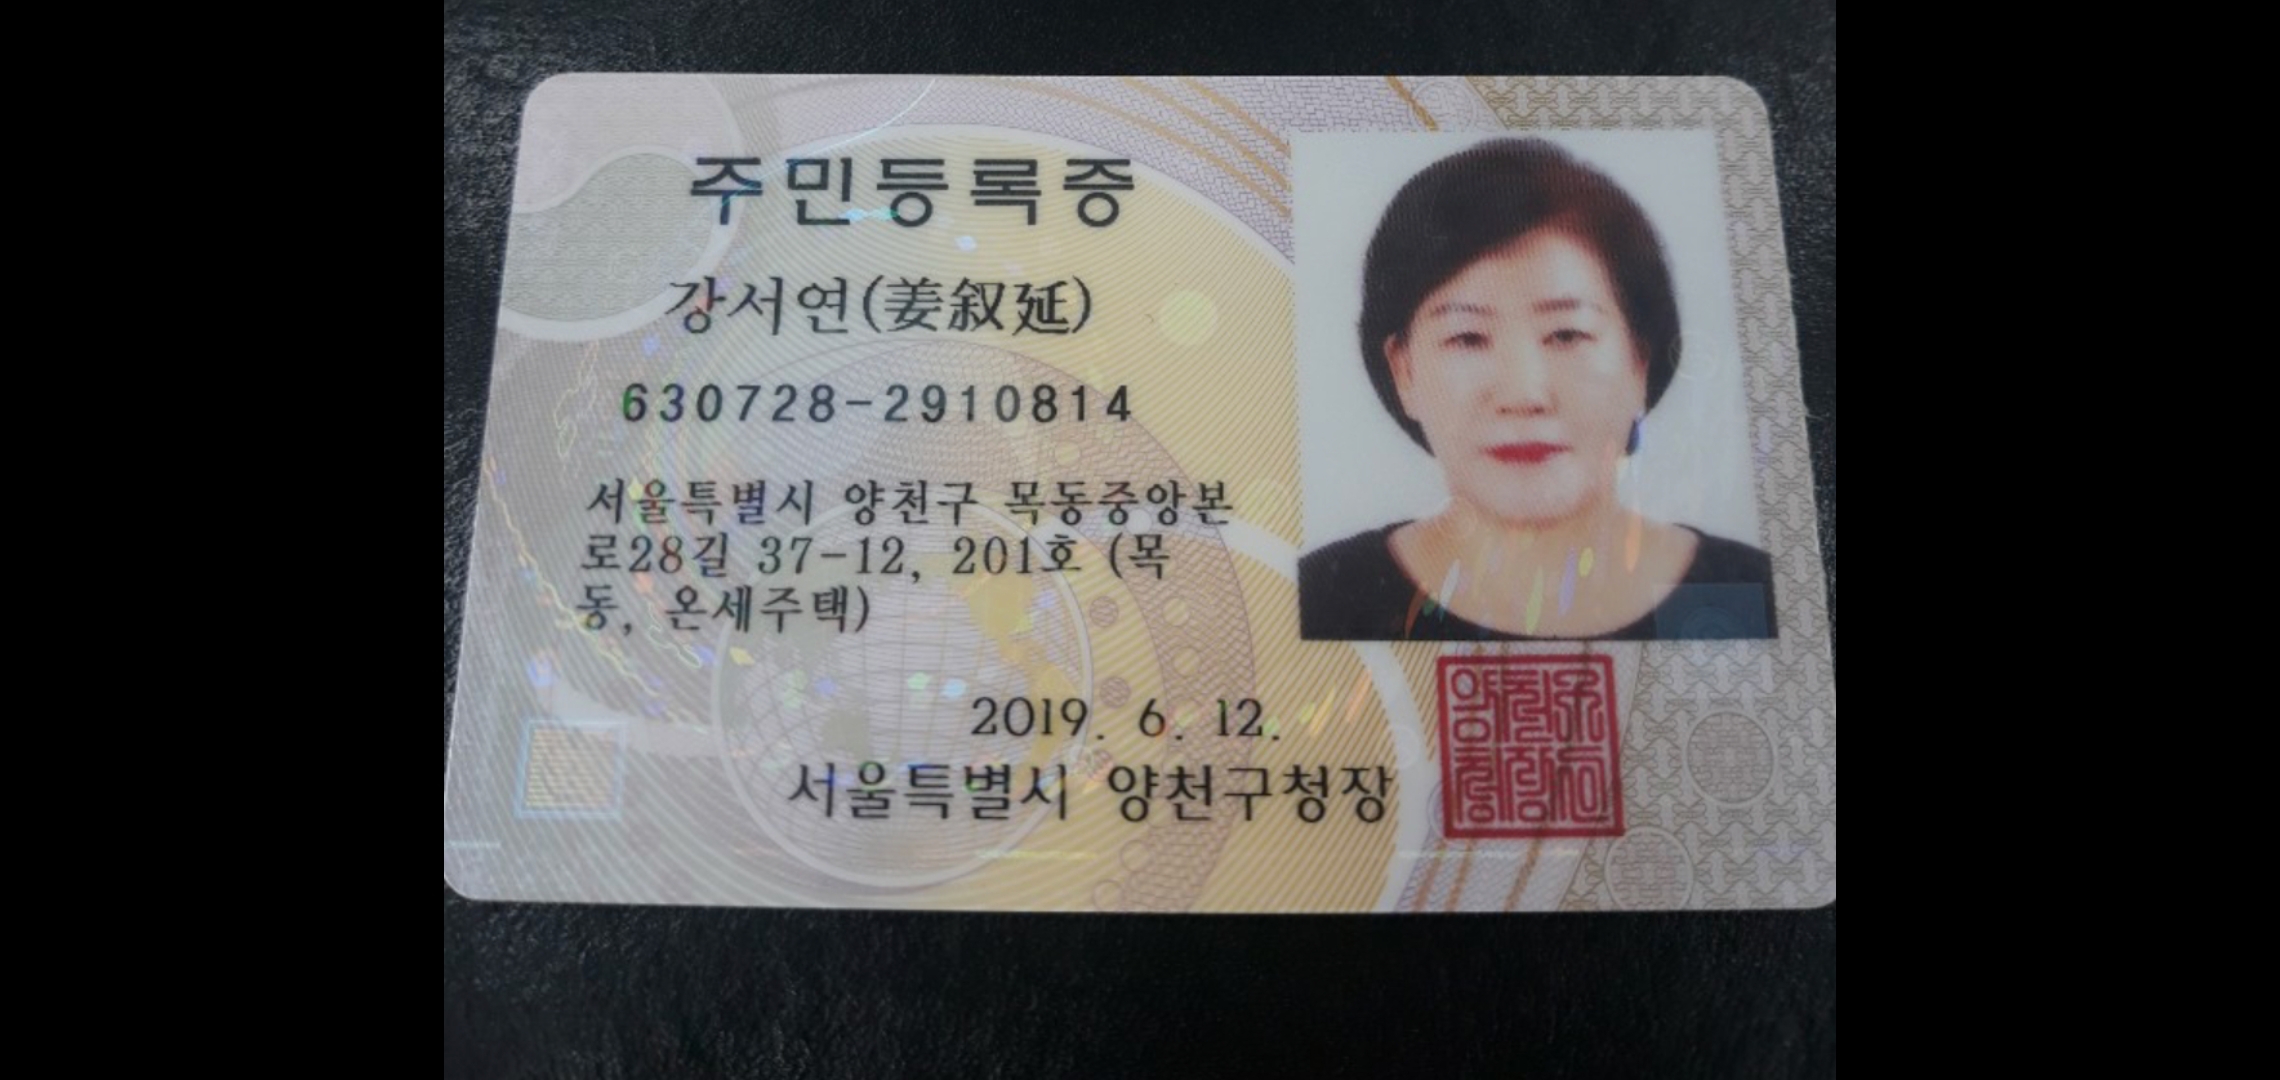 주민등록증
강서연(姜叙延)
630728-2910814
서울특별시 양천구 목동중앙본
로28길 37-12, 201호 (목
동, 온세주택)
2019. 6. 12.
서울특별시 양천구청장